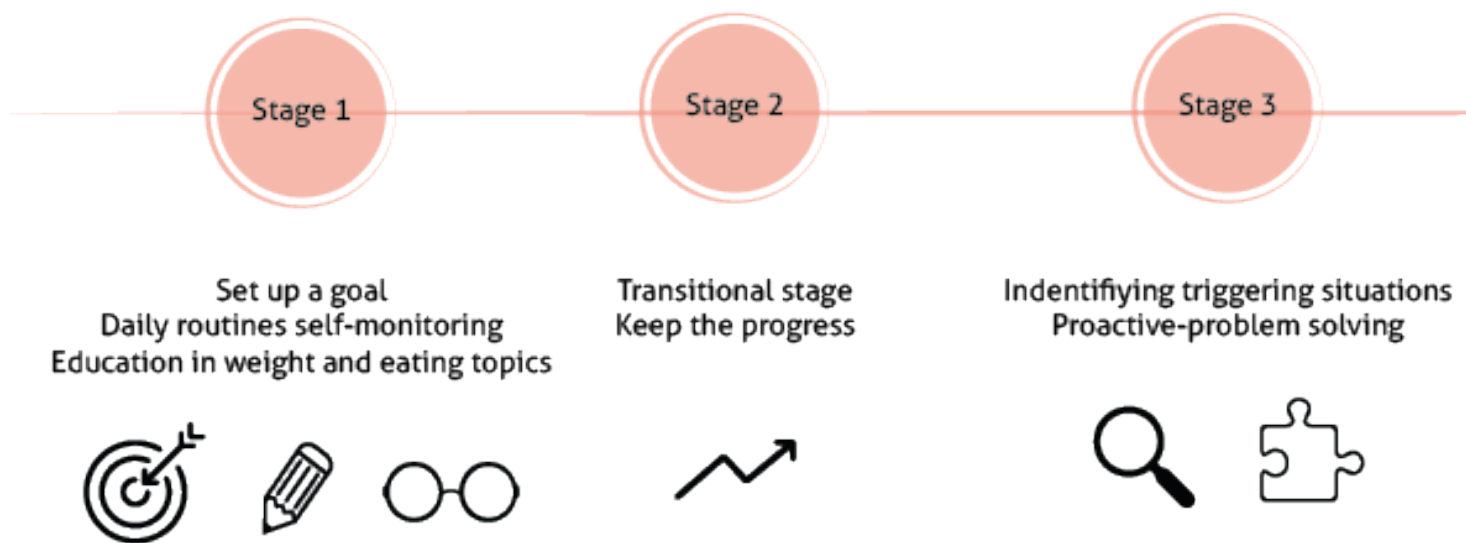 Stage 1
Stage 2
Stage 3
Set up a goal
Daily routines self-monitoring
Education in weight and eating topics
Transitional stage
Keep the progress
Indentifiying triggering situations
Proactive-problem solving